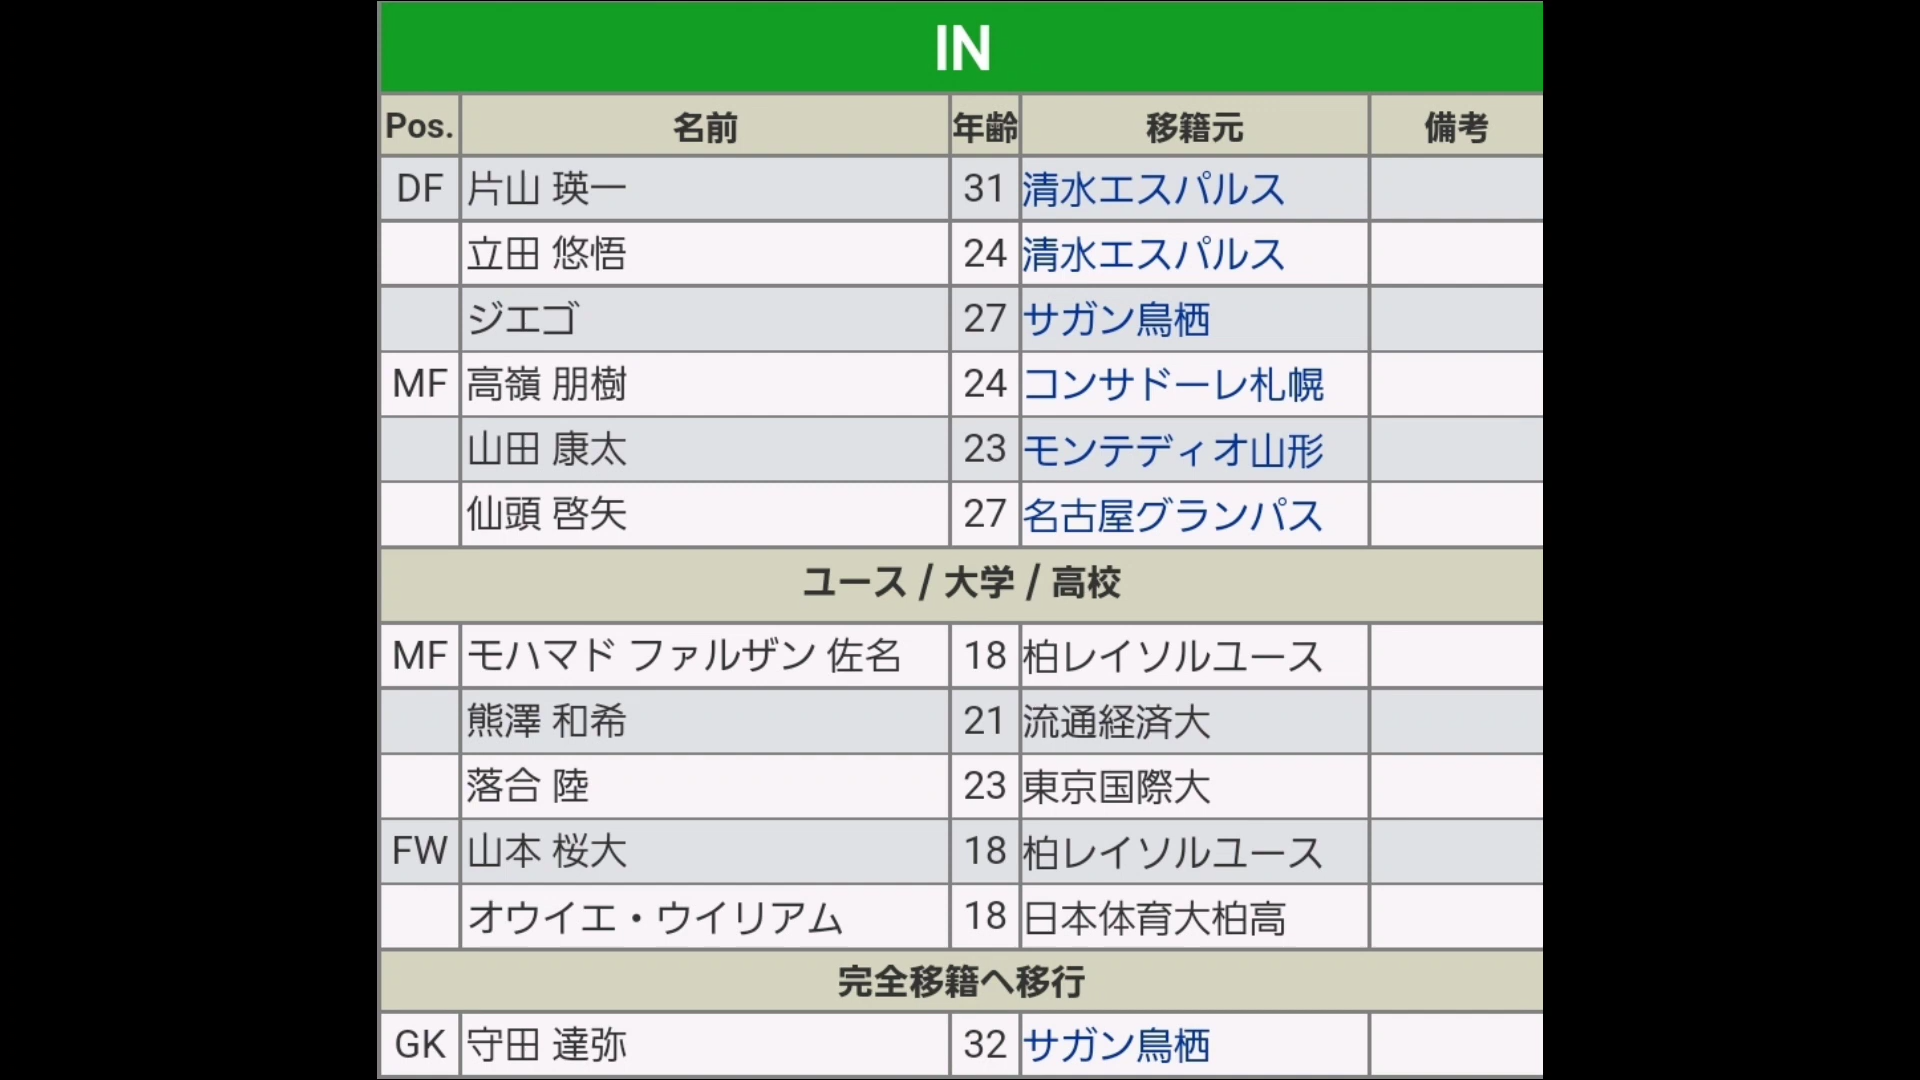 IN
Pos. 名前 年齢 移籍元 備考
DF 片山 瑛一 31 清水エスパルス
立田 悠悟 24 清水エスパルス
ジエゴ 27 サガン鳥栖
MF 高嶺 朋樹 24 コンサドーレ札幌
山田 康太 23 モンテディオ山形
仙頭 啓矢 27 名古屋グランパス
ユース / 大学 / 高校
MF モハマド ファルザン 佐名 18 柏レイソルユース
熊澤 和希 21 流通経済大
落合 陸 23 東京国際大
FW 山本 桜大 18 柏レイソルユース
オウイエ・ウイリアム 18 日本体育大柏高
完全移籍へ移行
GK 守田 達弥 32 サガン鳥栖